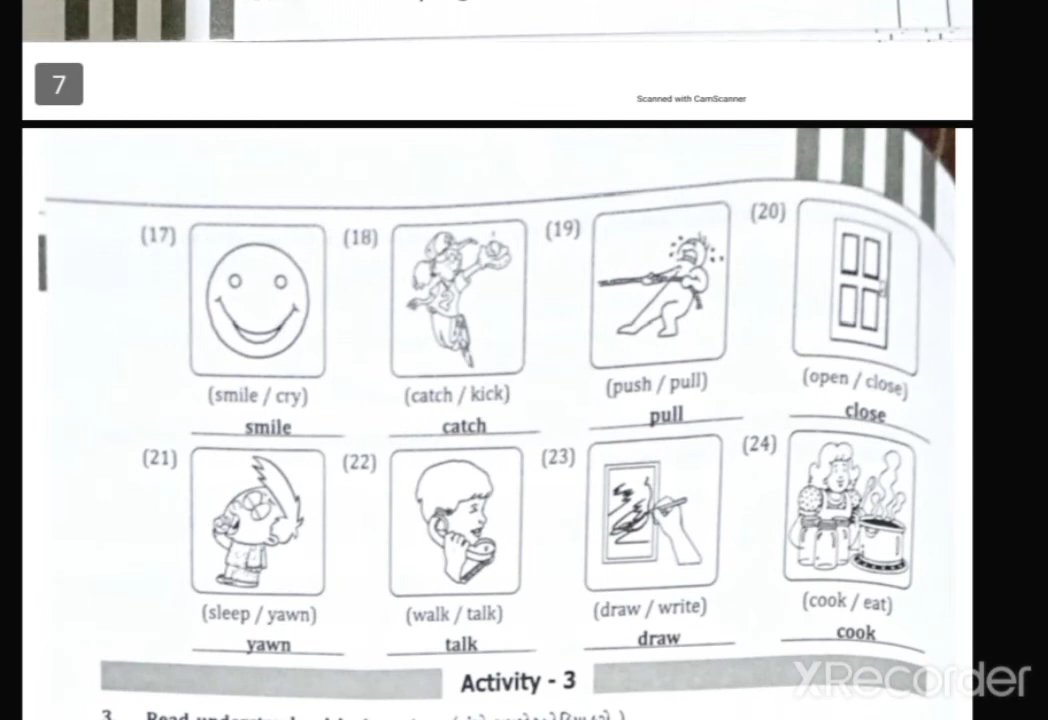 7
Scanned with CamScanner
(17) (18) (19) (20)
(smile / cry) (catch / kick) (push / pull) (open / close)
smile catch pull close
(21) (22) (23) (24)
(sleep / yawn) (walk / talk) (draw / write) (cook / eat)
yawn talk draw cook
Activity - 3
XRecorder
3. Read